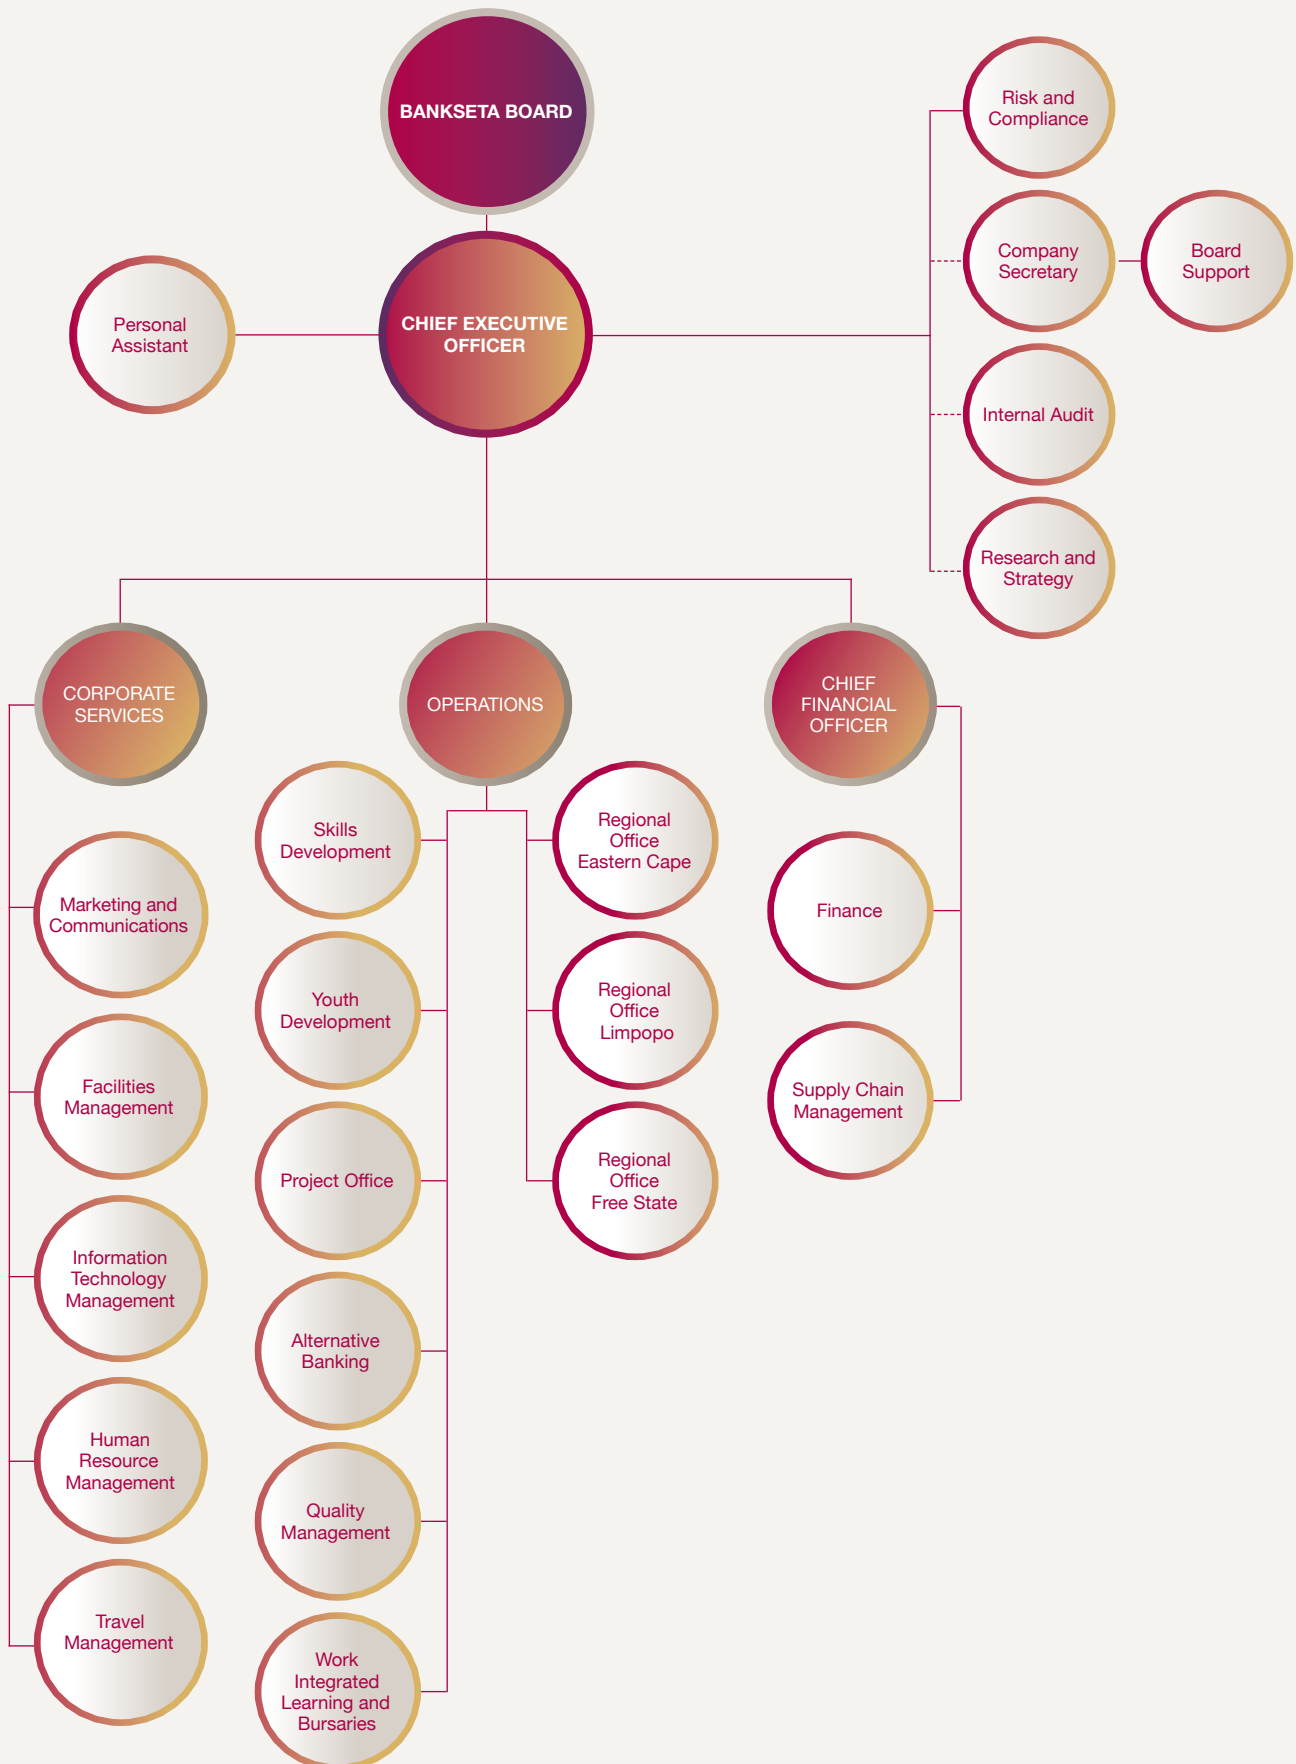 BANKSETA BOARD
Risk and
Compliance
Company
Secretary
Board
Support
Personal
Assistant
CHIEF EXECUTIVE
OFFICER
Internal Audit
Research and
Strategy
CORPORATE
SERVICES
OPERATIONS
CHIEF
FINANCIAL
OFFICER
Marketing and
Communications
Facilities
Management
Information
Technology
Management
Human
Resource
Management
Travel
Management
Skills
Development
Youth
Development
Project Office
Alternative
Banking
Quality
Management
Work
Integrated
Learning and
Bursaries
Regional
Office
Eastern Cape
Regional
Office
Limpopo
Regional
Office
Free State
Finance
Supply Chain
Management